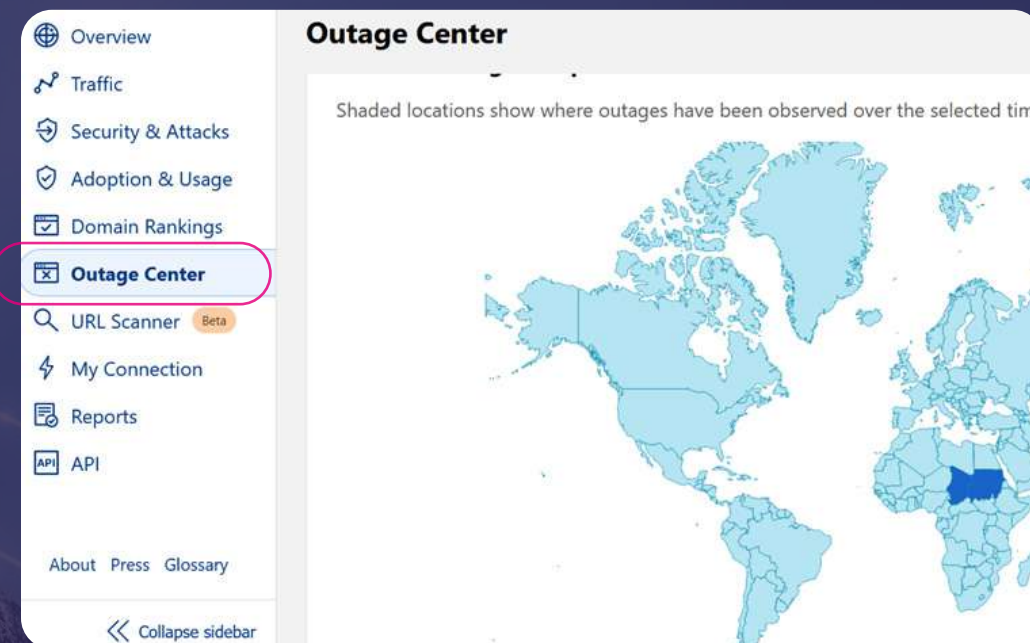 Overview
Traffic
Security & Attacks
Adoption & Usage
Domain Rankings
Outage Center
URL Scanner Beta
My Connection
Reports
API API
About Press Glossary
Collapse sidebar
Outage Center
Shaded locations show where outages have been observed over the selected